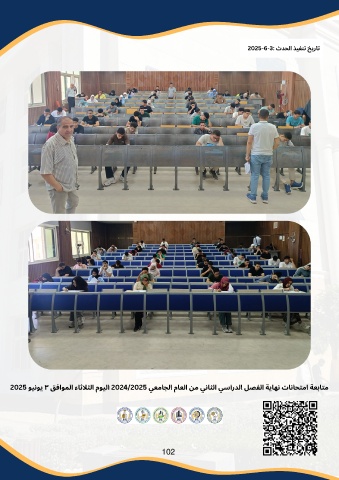 تاريخ تنفيذ الحدث :3-6-2025
متابعة امتحانات نهاية الفصل الدراسي الثاني من العام الجامعي 2024/2025 اليوم الثلاثاء الموافق ٣ يونيو 2025
102